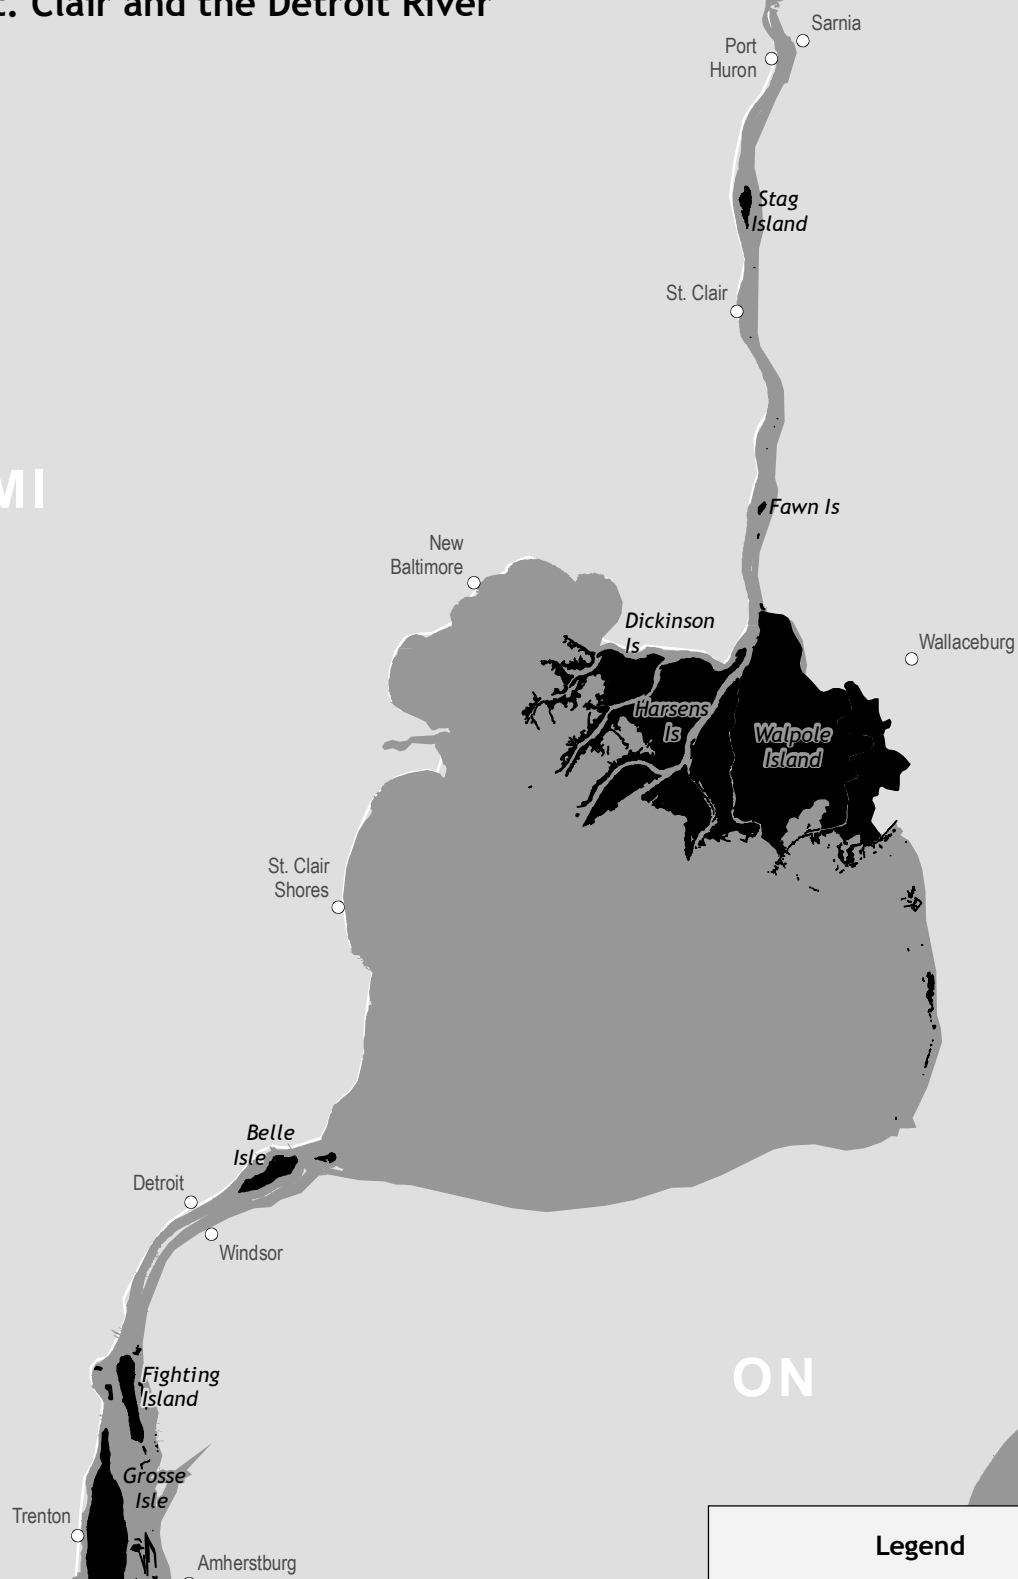 t. Clair and the Detroit River
Sarnia
Port
Huron
Stag
Island
St. Clair
MI
Fawn Is
New
Baltimore
Dickinson
Is
Wallaceburg
Harsens
Is
Walpole
Island
St. Clair
Shores
Belle
Isle
Detroit
Windsor
Fighting
Island
ON
Grosse
Isle
Trenton
Legend
Amherstburg